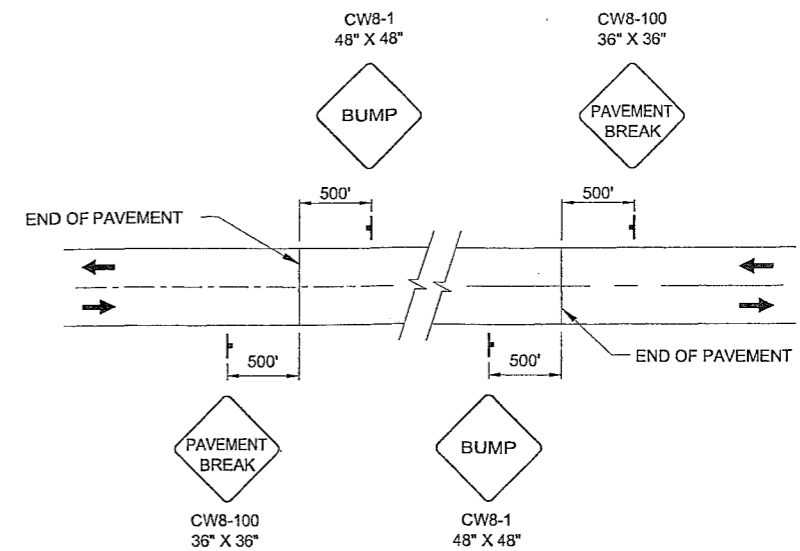 CW8-1
48" X 48"
CW8-100
36" X 36"
BUMP
PAVEMENT
BREAK
500'
500'
END OF PAVEMENT
END OF PAVEMENT
500'
500'
PAVEMENT
BREAK
BUMP
CW8-100
36" X 36"
CW8-1
48" X 48"